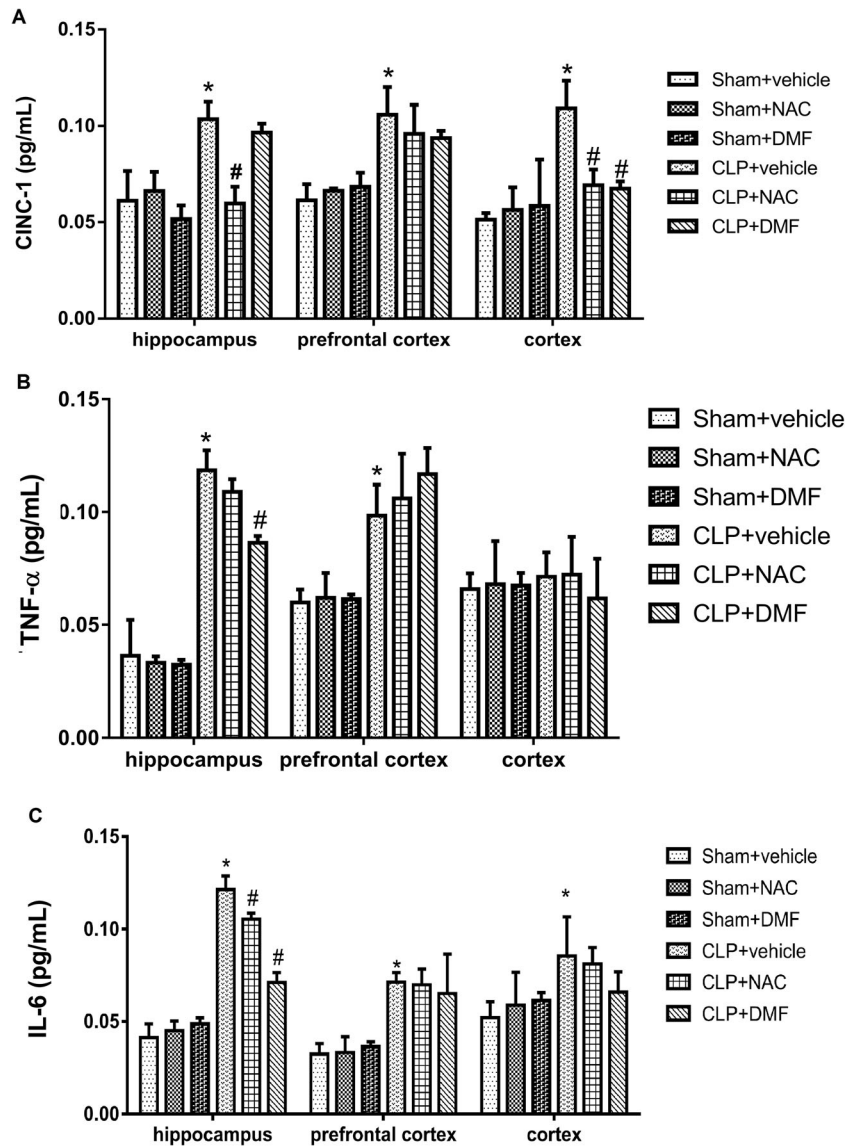 A
CINC-1 (pg/mL)
0.15
0.10
0.05
0.00
*
#
*
*
#
#
hippocampus
prefrontal cortex
cortex
Sham+vehicle
Sham+NAC
Sham+DMF
CLP+vehicle
CLP+NAC
CLP+DMF
B
TNF-α (pg/mL)
0.15
0.10
0.05
0.00
*
#
*
hippocampus
prefrontal cortex
cortex
Sham+vehicle
Sham+NAC
Sham+DMF
CLP+vehicle
CLP+NAC
CLP+DMF
C
IL-6 (pg/mL)
0.15
0.10
0.05
0.00
*
#
#
*
*
hippocampus
prefrontal cortex
cortex
Sham+vehicle
Sham+NAC
Sham+DMF
CLP+vehicle
CLP+NAC
CLP+DMF